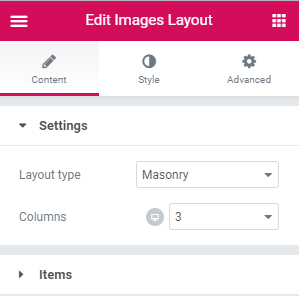 Edit Images Layout
Content Style Advanced
Settings
Layout type Masonry
Columns 3
Items